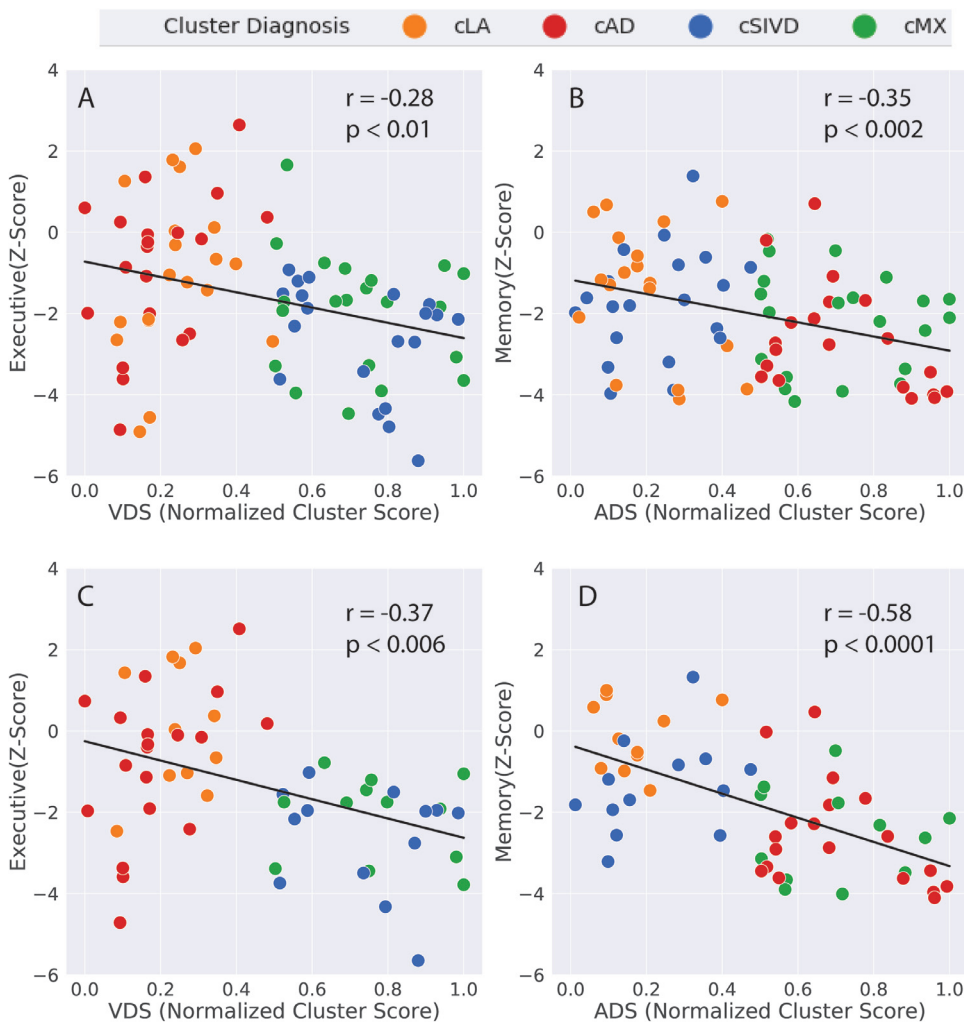 Cluster Diagnosis cLA cAD cSIVD cMX
A
r = -0.28
p < 0.01
Executive(Z-Score)
4
2
0
−2
−4
−6
0.0 0.2 0.4 0.6 0.8 1.0
VDS (Normalized Cluster Score)
B
r = -0.35
p < 0.002
Memory(Z-Score)
4
2
0
−2
−4
−6
0.0 0.2 0.4 0.6 0.8 1.0
ADS (Normalized Cluster Score)
C
r = -0.37
p < 0.006
Executive(Z-Score)
4
2
0
−2
−4
−6
0.0 0.2 0.4 0.6 0.8 1.0
VDS (Normalized Cluster Score)
D
r = -0.58
p < 0.0001
Memory(Z-Score)
4
2
0
−2
−4
−6
0.0 0.2 0.4 0.6 0.8 1.0
ADS (Normalized Cluster Score)